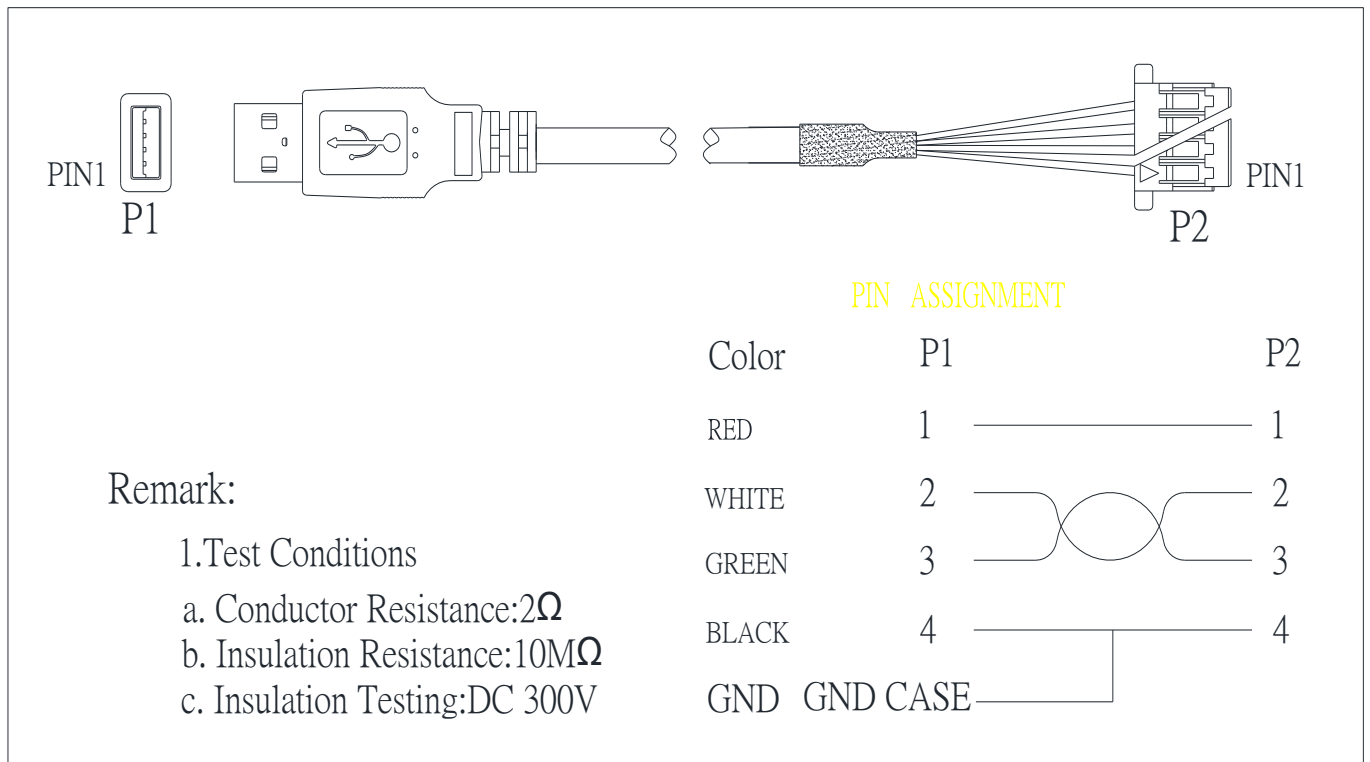 PIN1
P1
PIN1
P2
PIN ASSIGNMENT
Color P1 P2
RED 1 1
WHITE 2 2
GREEN 3 3
BLACK 4 4
GND GND CASE
Remark:
1.Test Conditions
a. Conductor Resistance:2Ω
b. Insulation Resistance:10MΩ
c. Insulation Testing:DC 300V